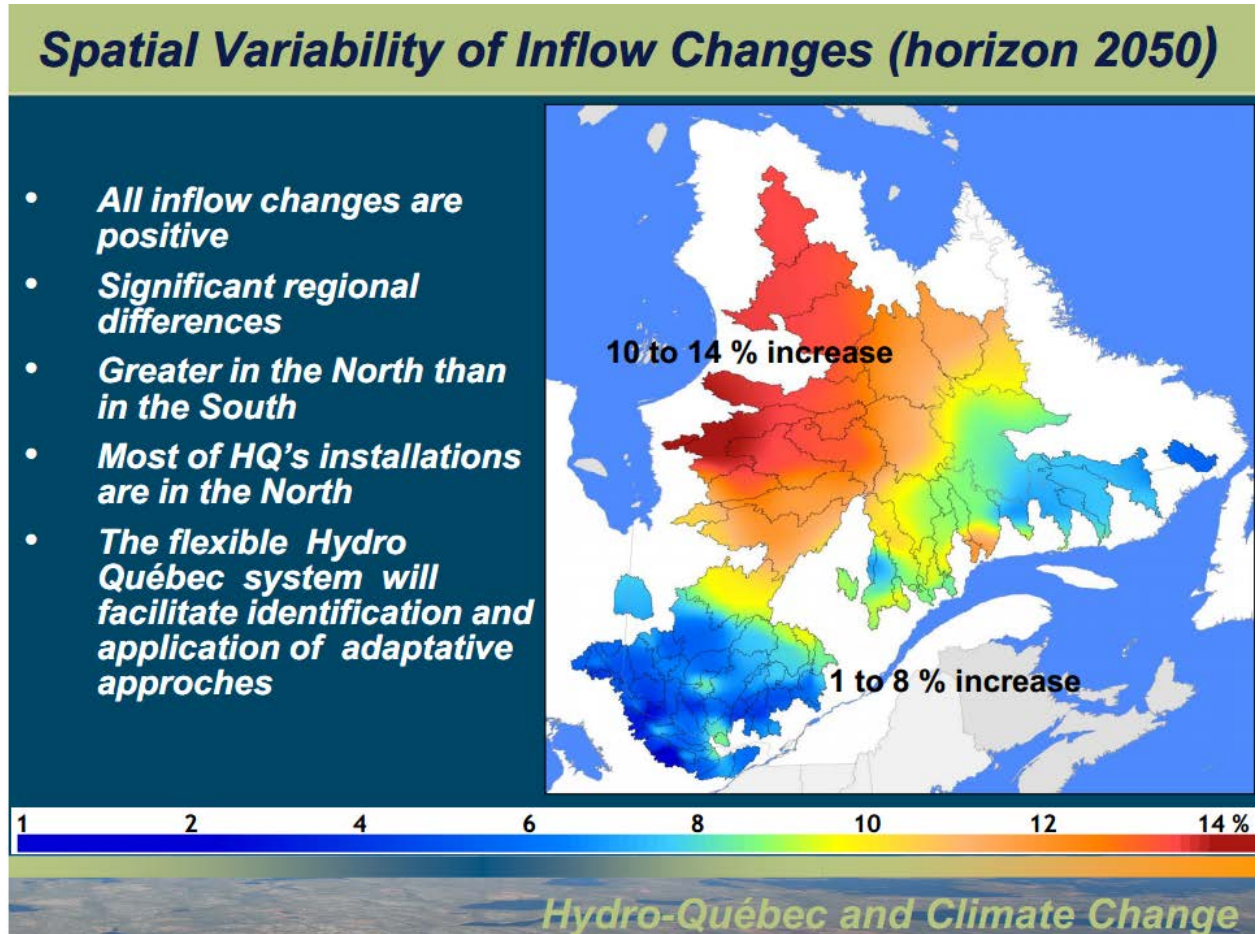 Spatial Variability of Inflow Changes (horizon 2050)
• All inflow changes are
positive
• Significant regional
differences
• Greater in the North than
in the South
• Most of HQ's installations
are in the North
• The flexible Hydro
Québec system will
facilitate identification and
application of adaptative
approches
10 to 14 % increase
1 to 8 % increase
1 2 4 6 8 10 12 14 %
Hydro-Québec and Climate Change